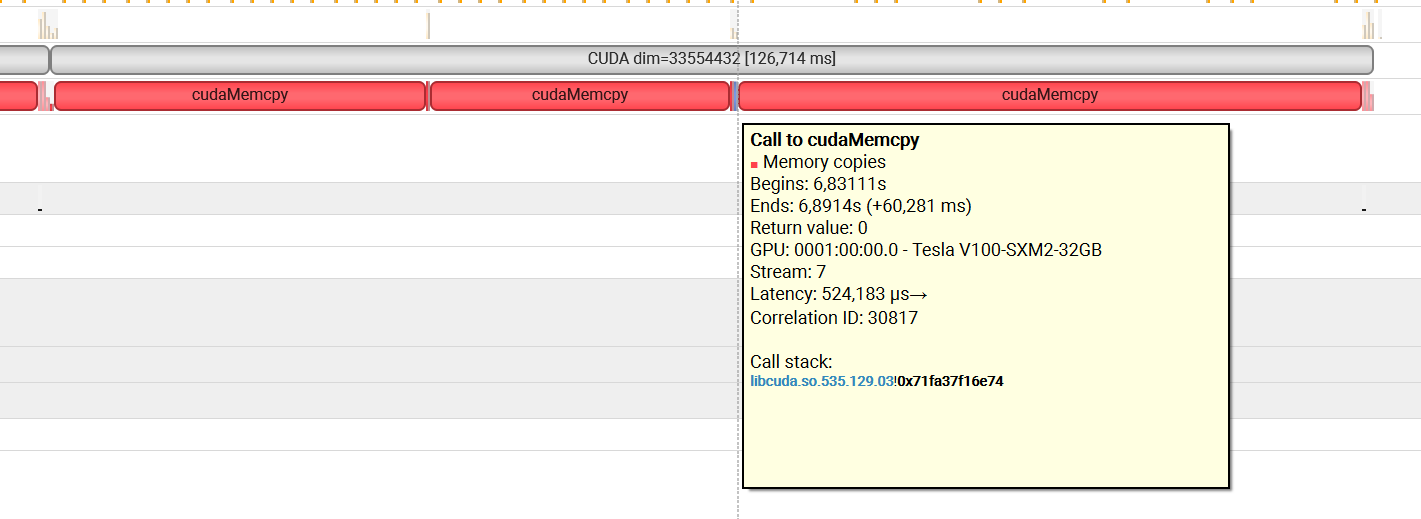 CUDA dim=33554432 [126,714 ms]
cudaMemcpy
cudaMemcpy
cudaMemcpy
Call to cudaMemcpy
Memory copies
Begins: 6,83111s
Ends: 6,8914s (+60,281 ms)
Return value: 0
GPU: 0001:00:00.0 - Tesla V100-SXM2-32GB
Stream: 7
Latency: 524,183 μs→
Correlation ID: 30817
Call stack:
libcuda.so.535.129.03!0x71fa37f16e74